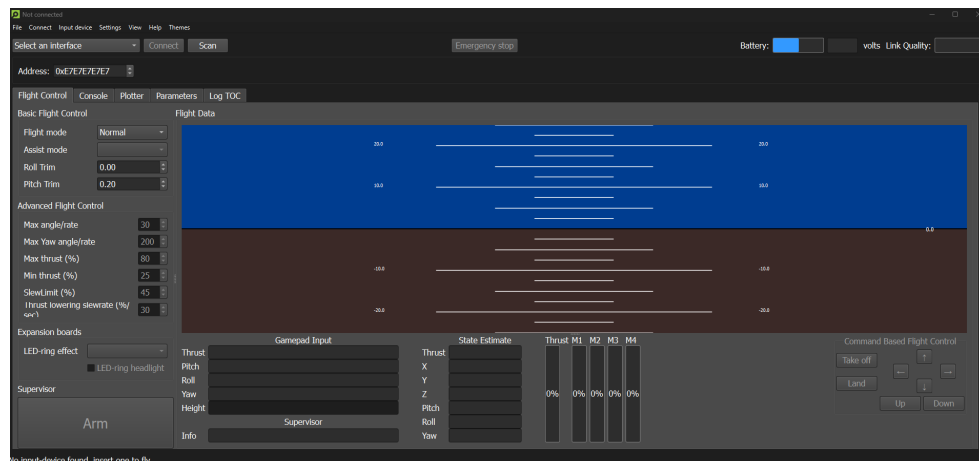 Not connected
File Connect Input device Settings View Help Themes
Select an interface Connect Scan Emergency stop Battery: volts Link Quality:
Address: 0xE7E7E7E7E7
Flight Control Console Plotter Parameters Log TOC
Basic Flight Control Flight Data
Flight mode Normal
20.0 20.0
Assist mode
Roll Trim 0.00
Pitch Trim 0.20
10.0 10.0
Advanced Flight Control
Max angle/rate 30
0.0
Max Yaw angle/rate 200
Max thrust (%) 80
-10.0 -10.0
Min thrust (%) 25
SlewLimit (%) 45
Thrust lowering slewrate (%/
sec) 30
-20.0 -20.0
Expansion boards
Gamepad Input State Estimate Thrust M1 M2 M3 M4 Command Based Flight Control
LED-ring effect
Thrust Thrust
Take off ↑
LED-ring headlight
Pitch X
← →
Roll Y
Land ↓
Supervisor
Yaw Z 0% 0% 0% 0% 0%
Up Down
Height Pitch
Arm
Supervisor Roll
Info Yaw
No input-device found, insert one to fly